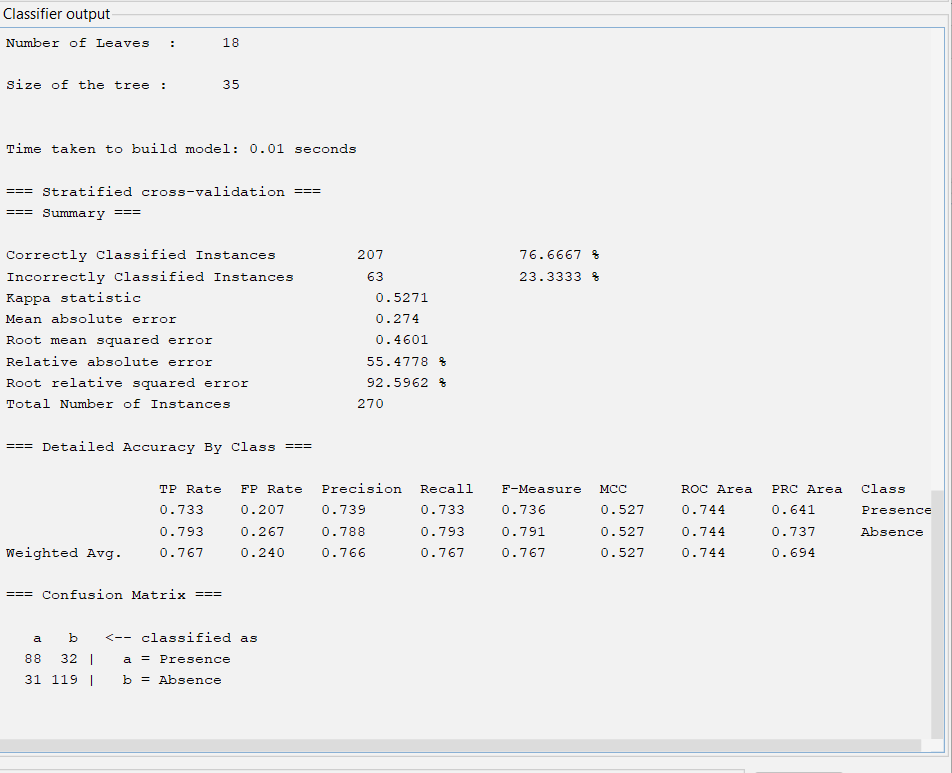 Classifier output
Number of Leaves  :     18
Size of the tree :      35
Time taken to build model: 0.01 seconds
=== Stratified cross-validation ===
=== Summary ===
Correctly Classified Instances         207               76.6667 %
Incorrectly Classified Instances        63               23.3333 %
Kappa statistic                          0.5271
Mean absolute error                      0.274
Root mean squared error                  0.4601
Relative absolute error                 55.4778 %
Root relative squared error             92.5962 %
Total Number of Instances              270
=== Detailed Accuracy By Class ===
                 TP Rate  FP Rate  Precision  Recall   F-Measure  MCC      ROC Area  PRC Area  Class
                 0.733    0.207    0.739      0.733    0.736      0.527    0.744     0.641     Presence
                 0.793    0.267    0.788      0.793    0.791      0.527    0.744     0.737     Absence
Weighted Avg.    0.767    0.240    0.766      0.767    0.767      0.527    0.744     0.694
=== Confusion Matrix ===
   a   b   <-- classified as
  88  32 |   a = Presence
  31 119 |   b = Absence